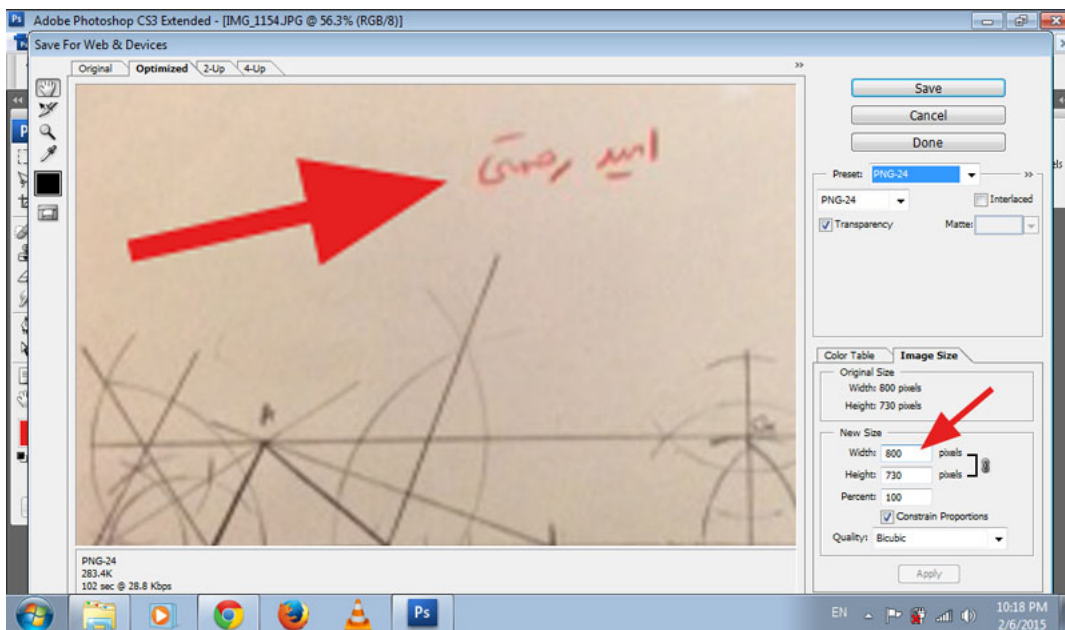 Adobe Photoshop CS3 Extended - [IMG_1154.JPG @ 56.3% (RGB/8)]
Save For Web & Devices
Original Optimized 2-Up 4-Up
Save
Cancel
Done
Preset: PNG-24
PNG-24 Interlaced
Transparency Matte:
A
Color Table Image Size
Original Size
Width: 800 pixels
Height: 730 pixels
New Size
Width: 800 pixels
Height: 730 pixels
Percent: 100
Constrain Proportions
Quality: Bicubic
Apply
PNG-24
283.4K
102 sec @ 28.8 Kbps
Ps
EN
10:18 PM
2/6/2015